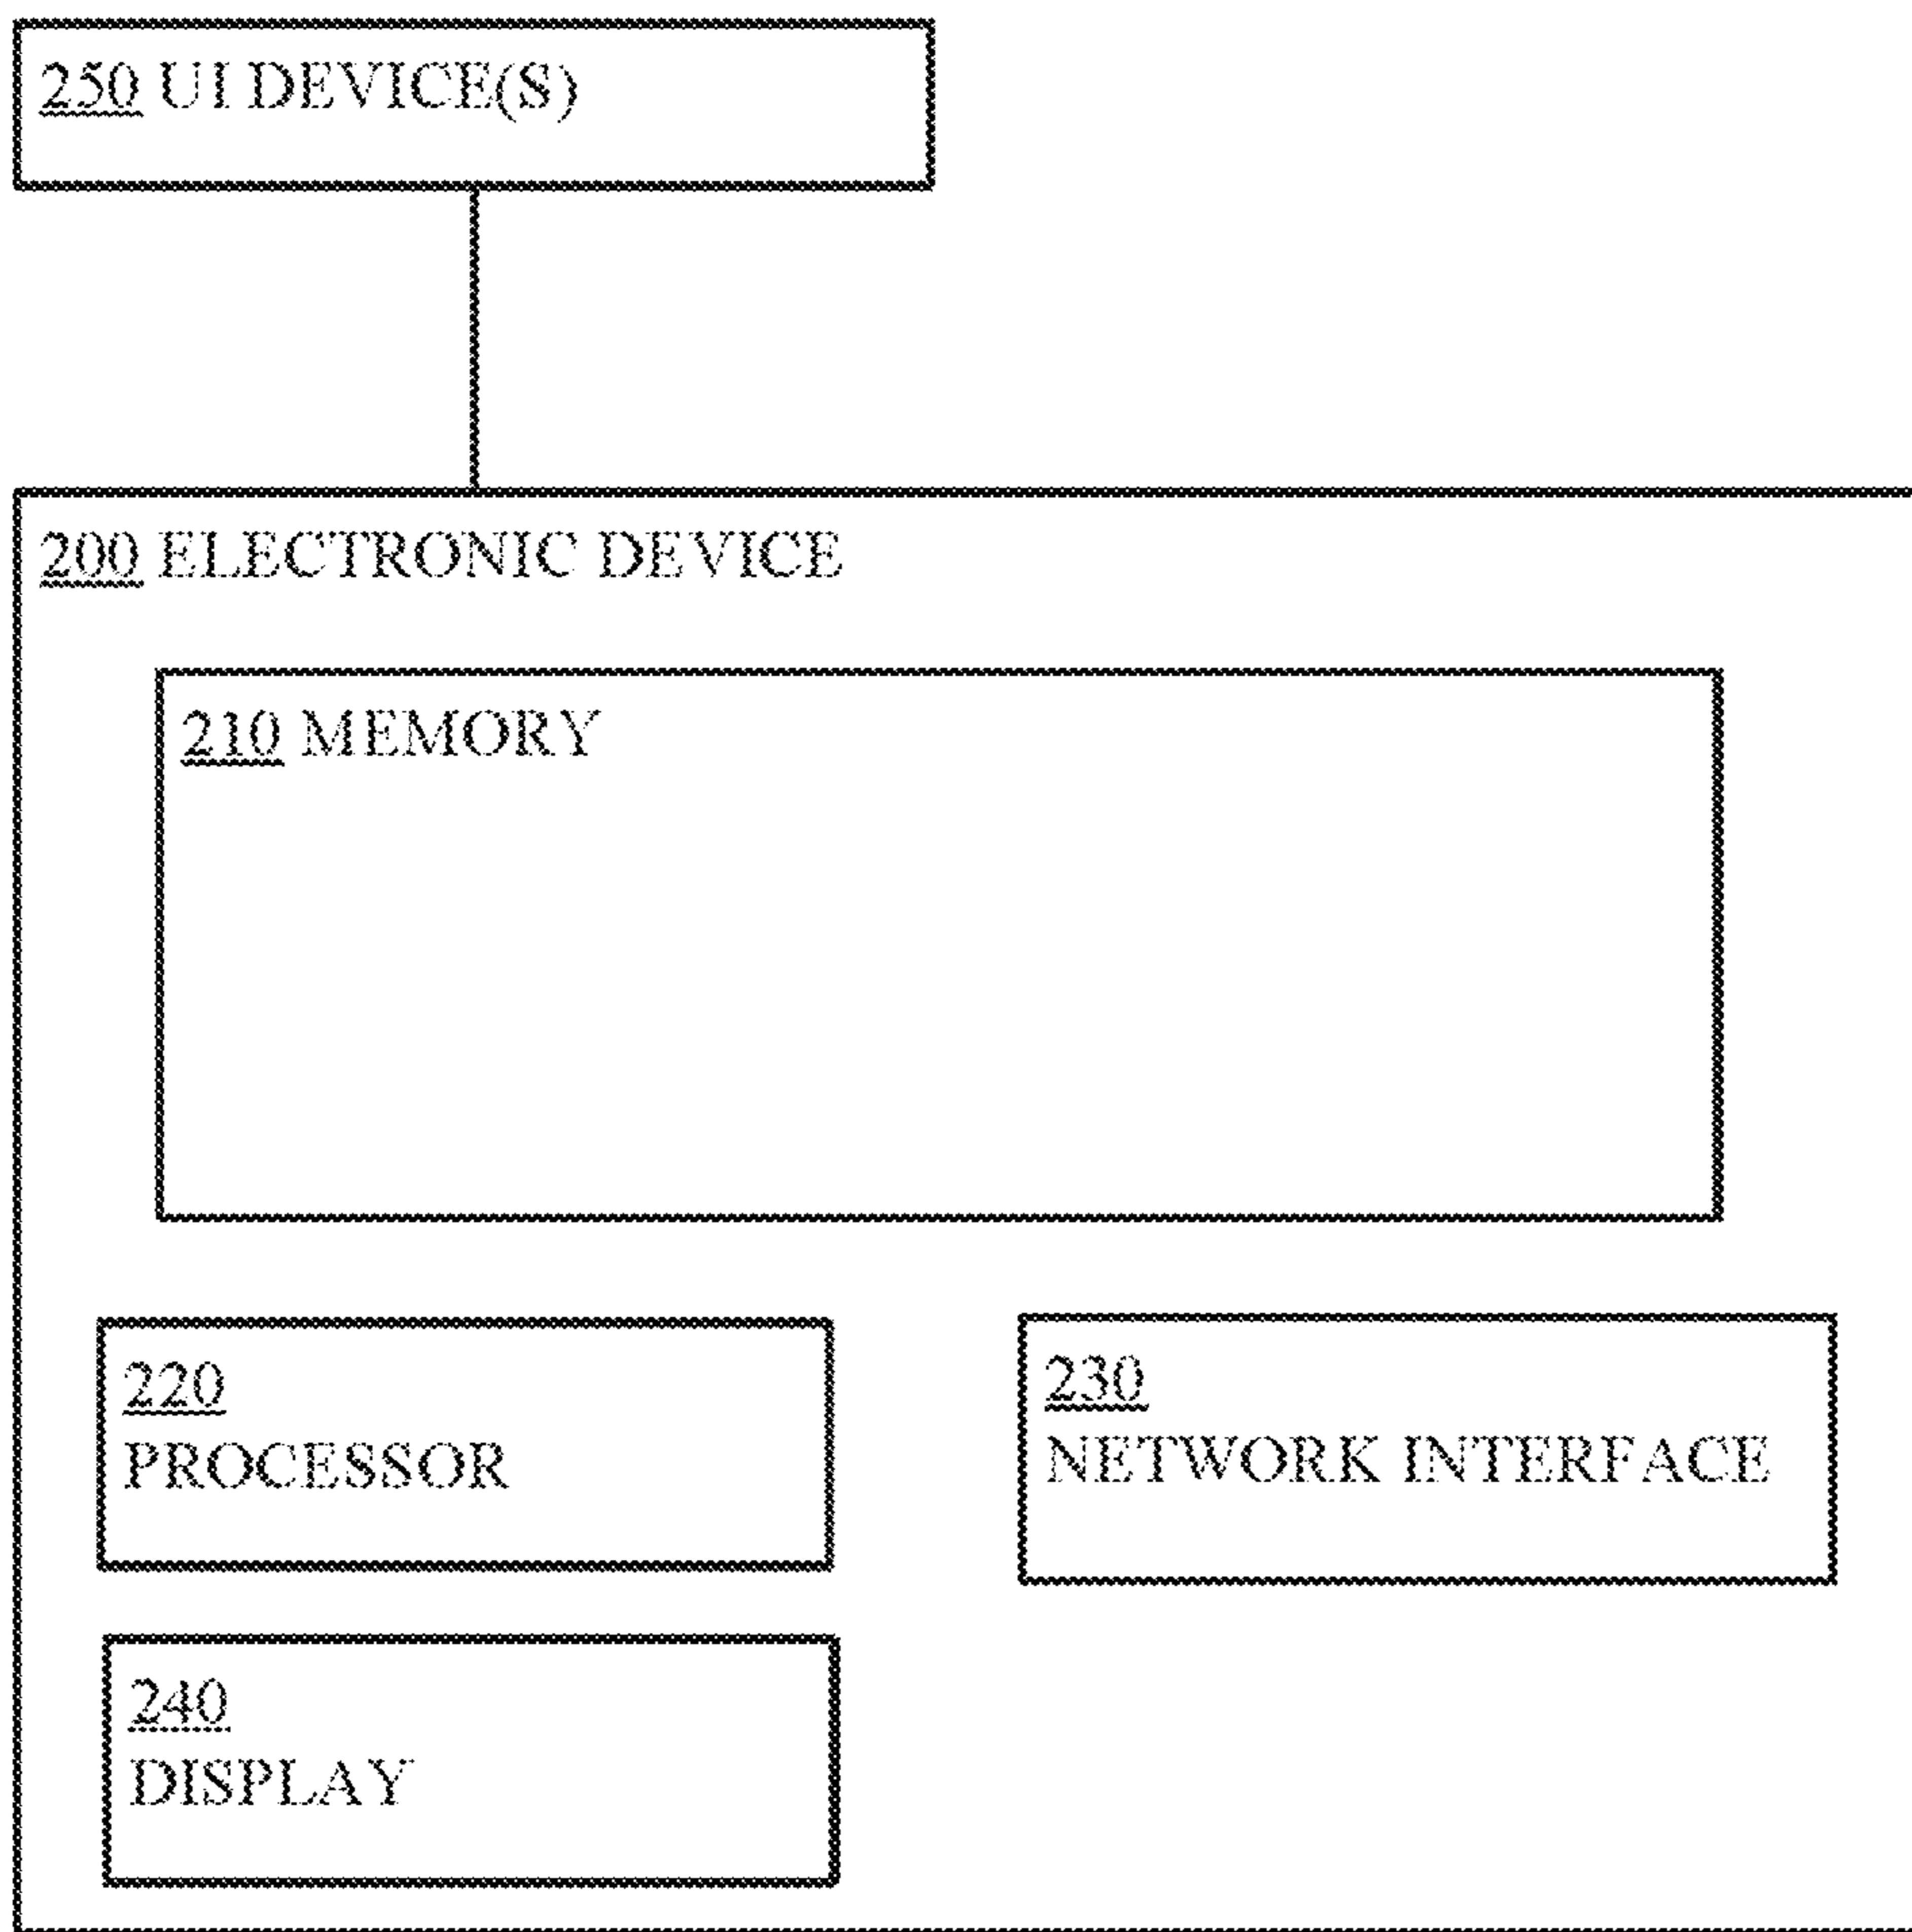 250 UI DEVICE(S)
200 ELECTRONIC DEVICE
210 MEMORY
220
PROCESSOR
230
NETWORK INTERFACE
240
DISPLAY